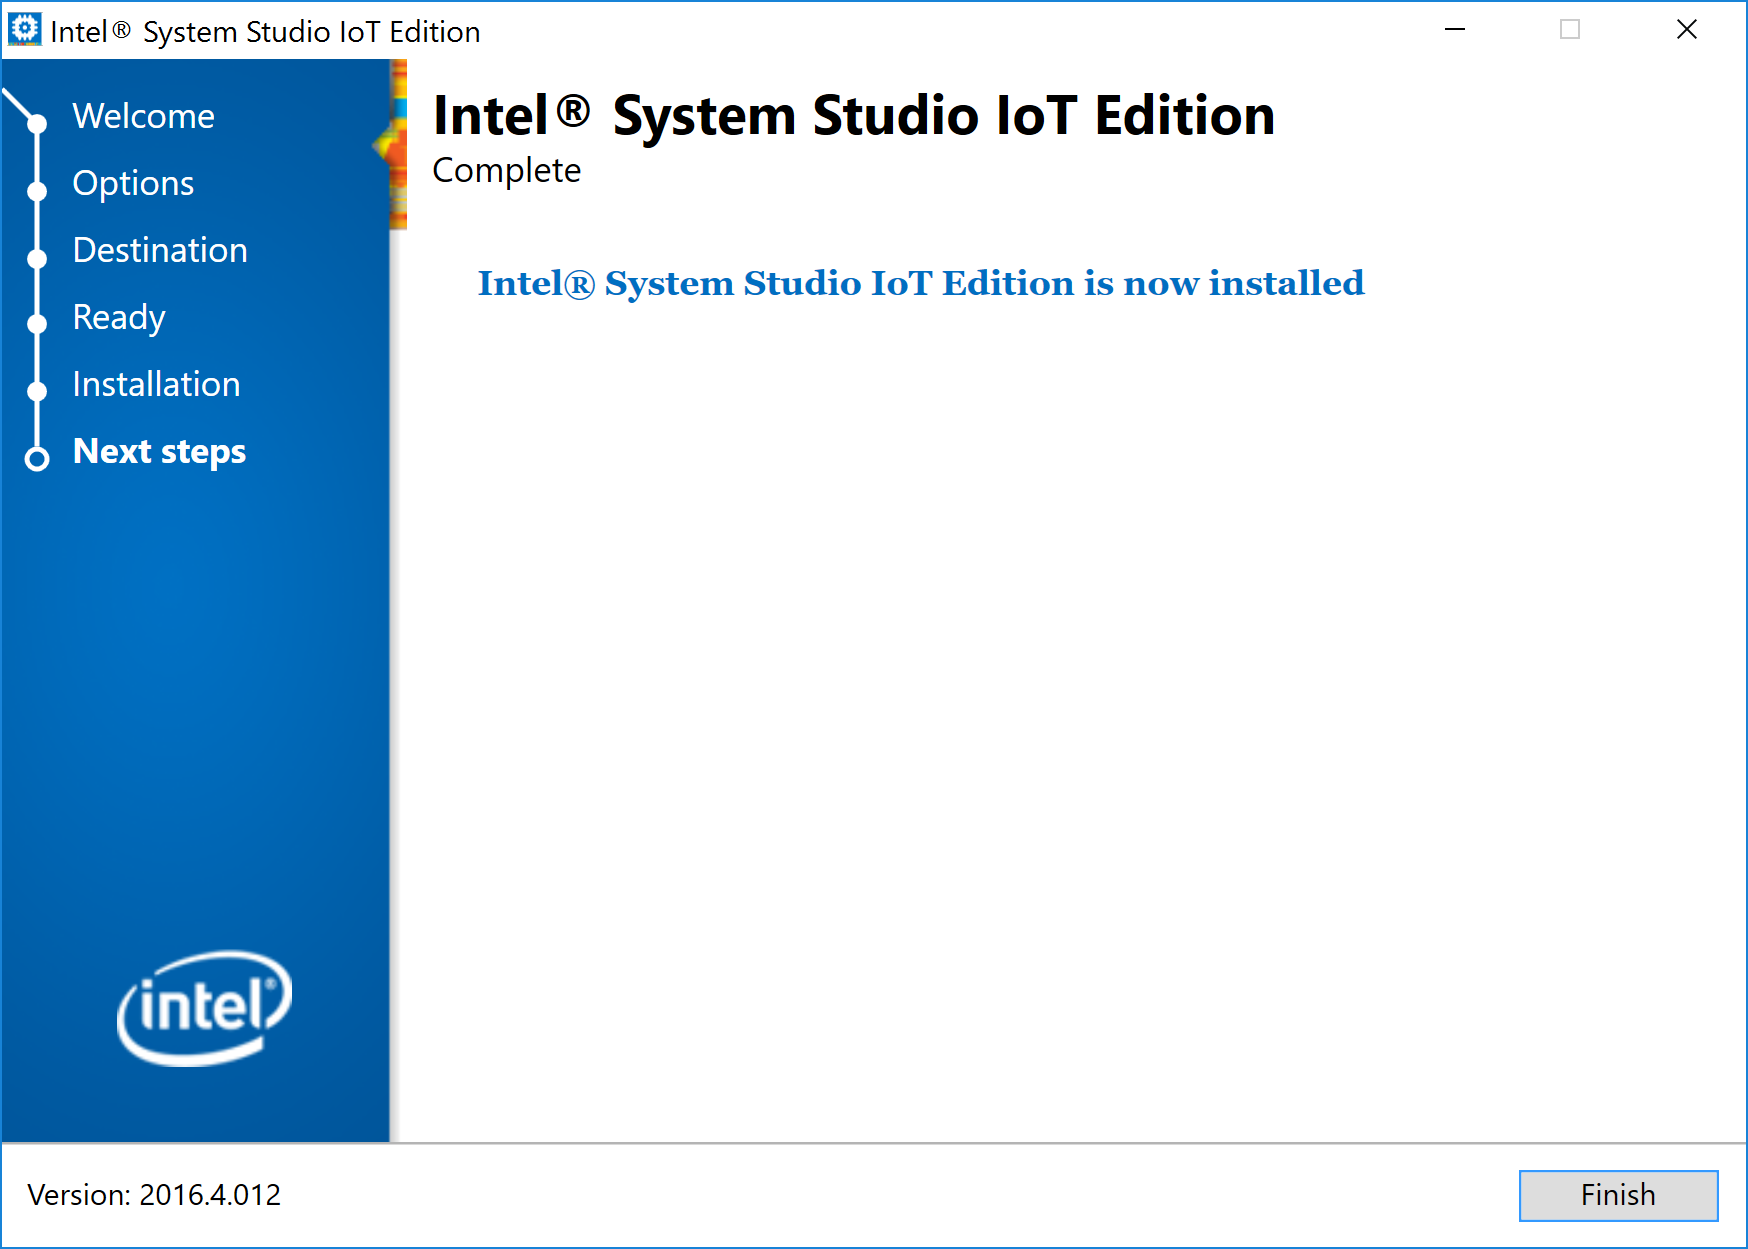 Intel® System Studio IoT Edition
Welcome
Options
Destination
Ready
Installation
Next steps
intel®
Intel® System Studio IoT Edition
Complete
Intel® System Studio IoT Edition is now installed
Version: 2016.4.012
Finish